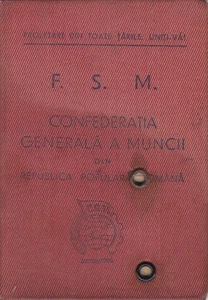 PROLETARI DIN TOATE ȚĂRILE, UNIȚI-VĂ!
F. S. M.
CONFEDERAȚIA
GENERALĂ A MUNCII
DIN
REPUBLICA POPULARĂ ROMÂNĂ